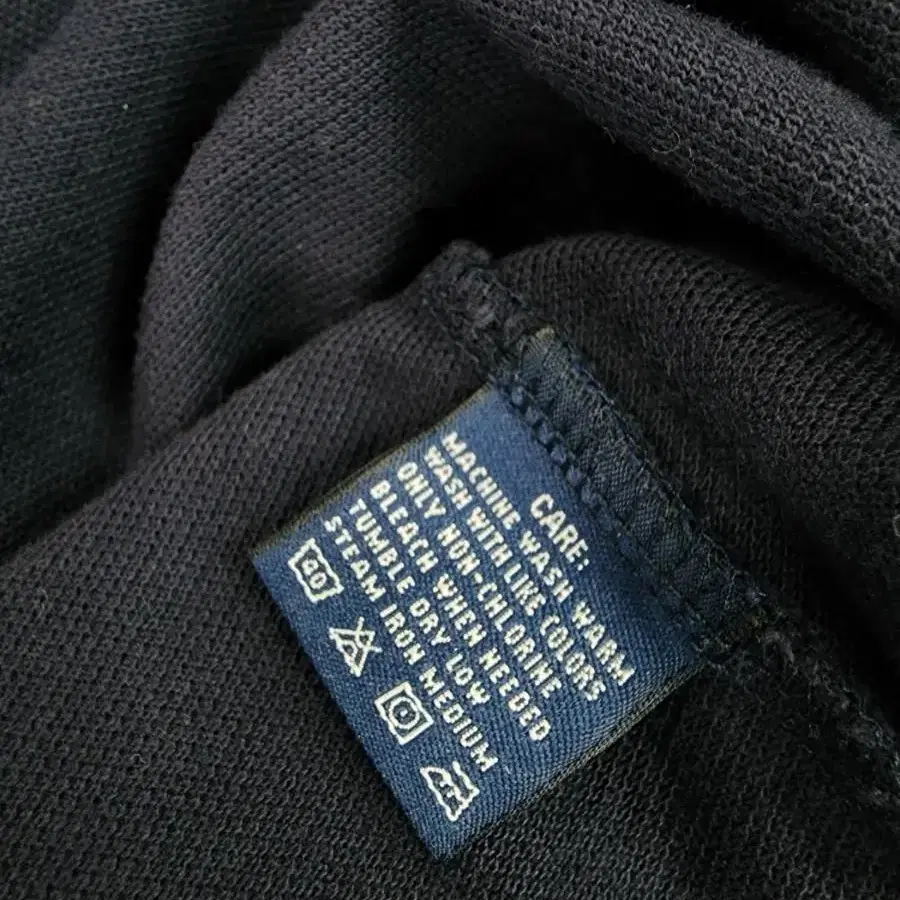 CARE:
MACHINE WASH WARM
WASH WITH LIKE COLORS
ONLY NON-CHLORINE
BLEACH WHEN NEEDED
TUMBLE DRY LOW
STEAM IRON MEDIUM
40